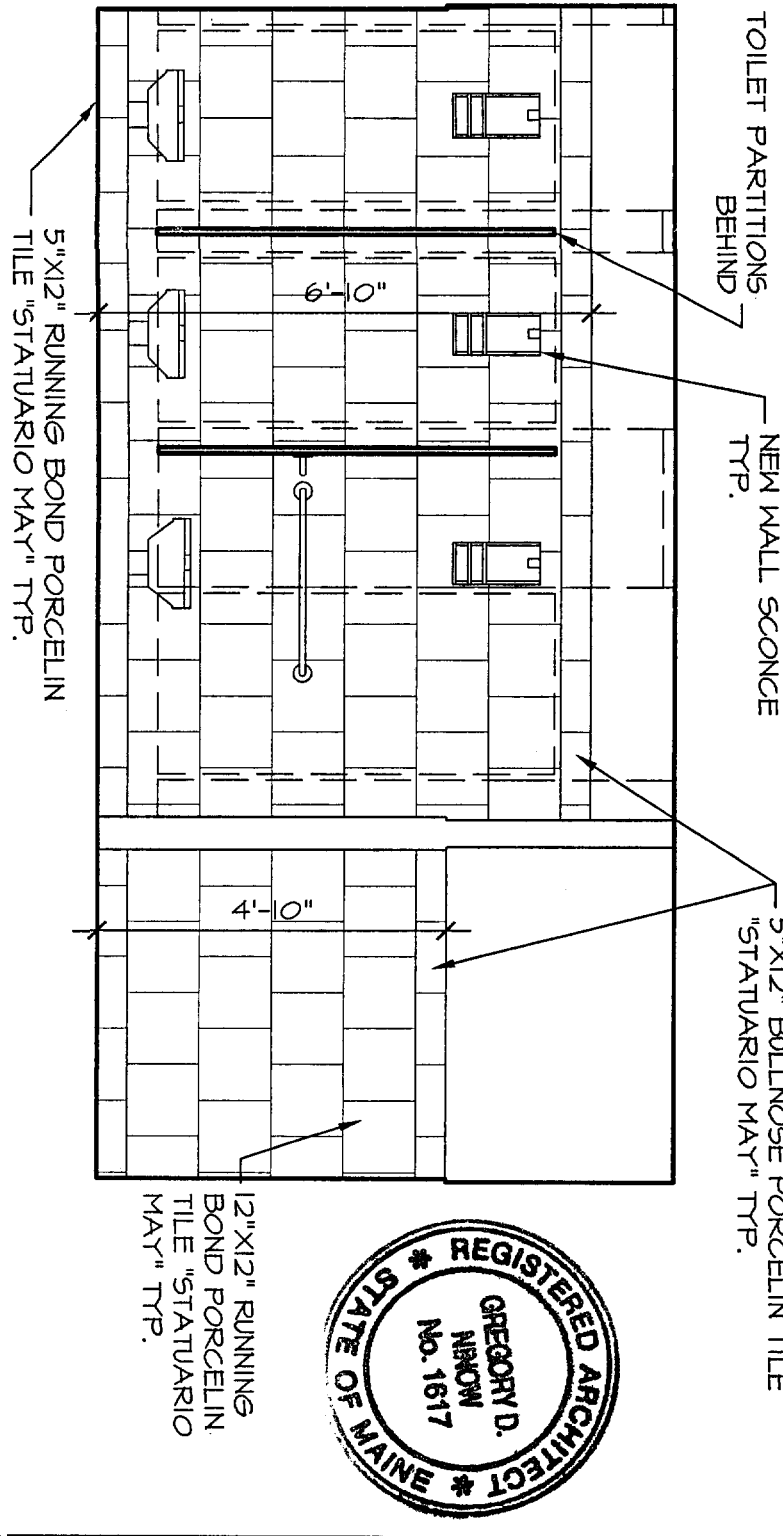 TOILET PARTITIONS
BEHIND
NEW WALL SCONCE
TYP.
5"X12" BULLNOSE PORCELIN TILE
"STATUARIO MAY" TYP.
6'-10"
4'-10"
5"X12" RUNNING BOND PORCELIN
TILE "STATUARIO MAY" TYP.
12"X12" RUNNING
BOND PORCELIN
TILE "STATUARIO
MAY" TYP.
REGISTERED ARCHITECT
GREGORY D.
No. 1617
STATE OF MAINE